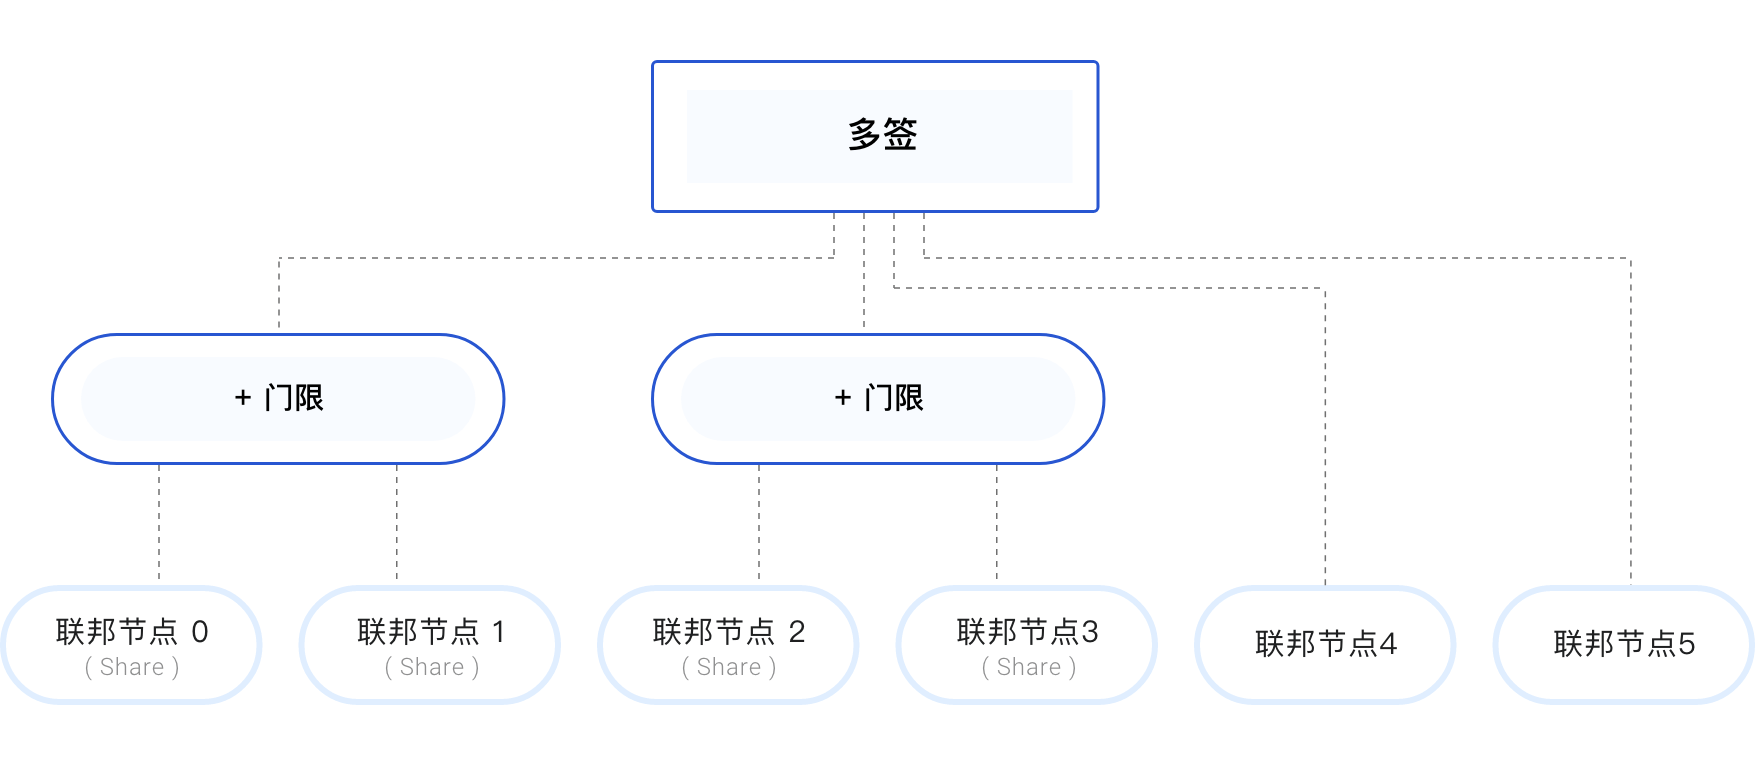 多签
+ 门限
+ 门限
联邦节点 0
( Share )
联邦节点 1
( Share )
联邦节点 2
( Share )
联邦节点3
( Share )
联邦节点4
联邦节点5